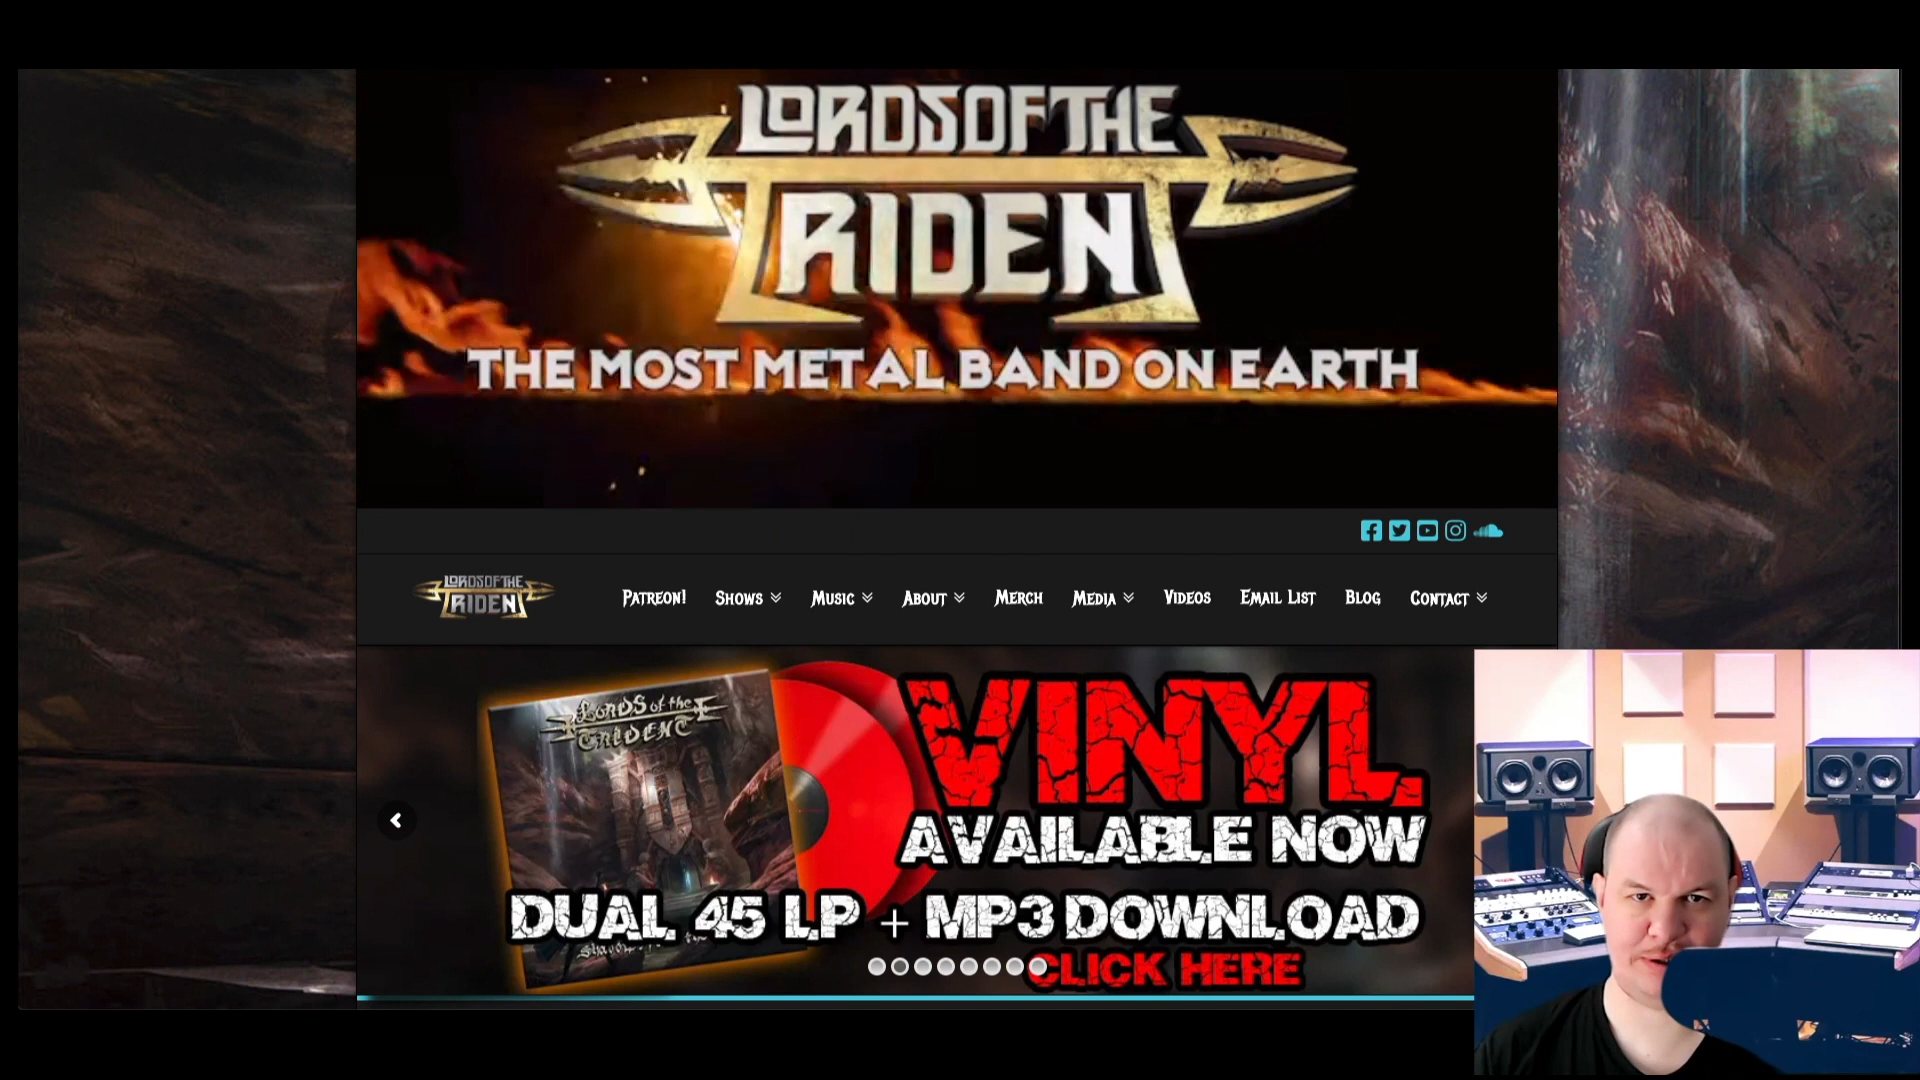 LORDS OF THE
TRIDENT
THE MOST METAL BAND ON EARTH
LORDS OF THE
TRIDENT
PATREON! SHOWS MUSIC ABOUT MERCH MEDIA VIDEOS EMAIL LIST BLOG CONTACT
LORDS of the
TRIDENT
VINYL
AVAILABLE NOW
DUAL 45 LP + MP3 DOWNLOAD
CLICK HERE